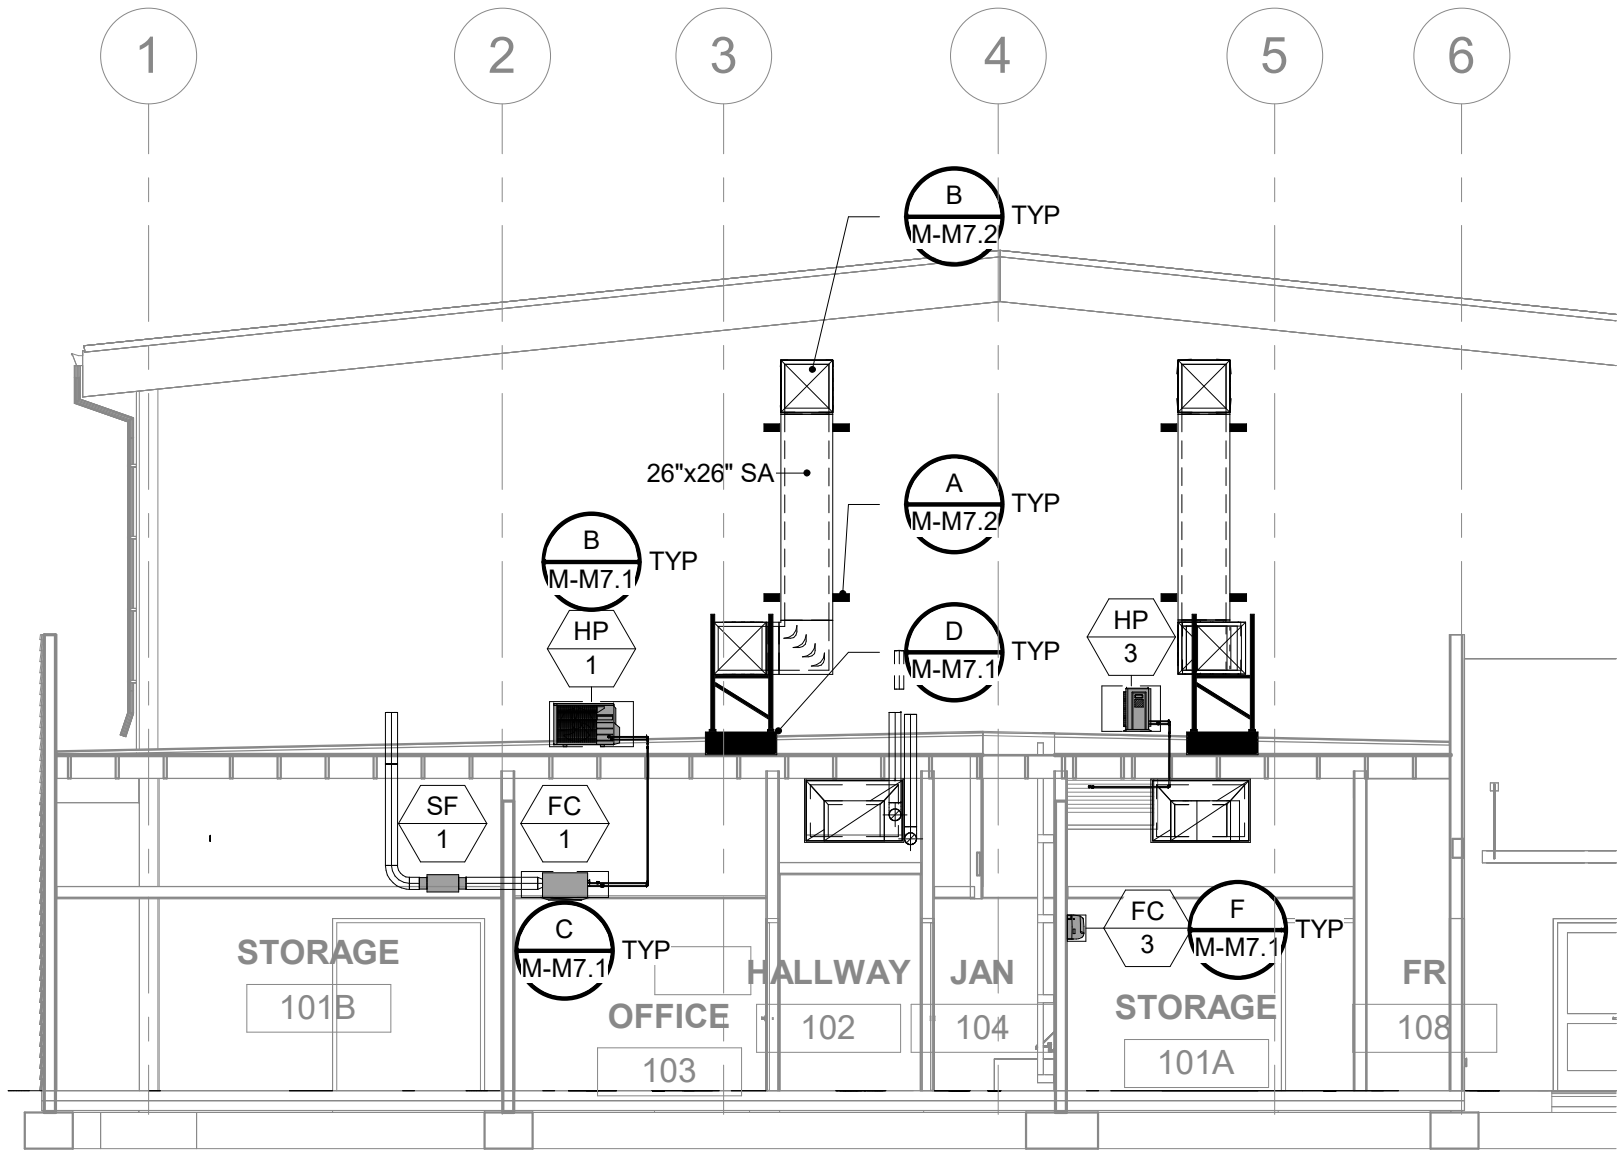 1
2
3
4
5
6
B
M-M7.2
TYP
26"x26" SA
A
M-M7.2
TYP
B
M-M7.1
TYP
HP
1
D
M-M7.1
TYP
HP
3
SF
1
FC
1
C
M-M7.1
TYP
FC
3
F
M-M7.1
TYP
STORAGE
101B
OFFICE
103
HALLWAY
102
JAN
104
STORAGE
101A
FR
108